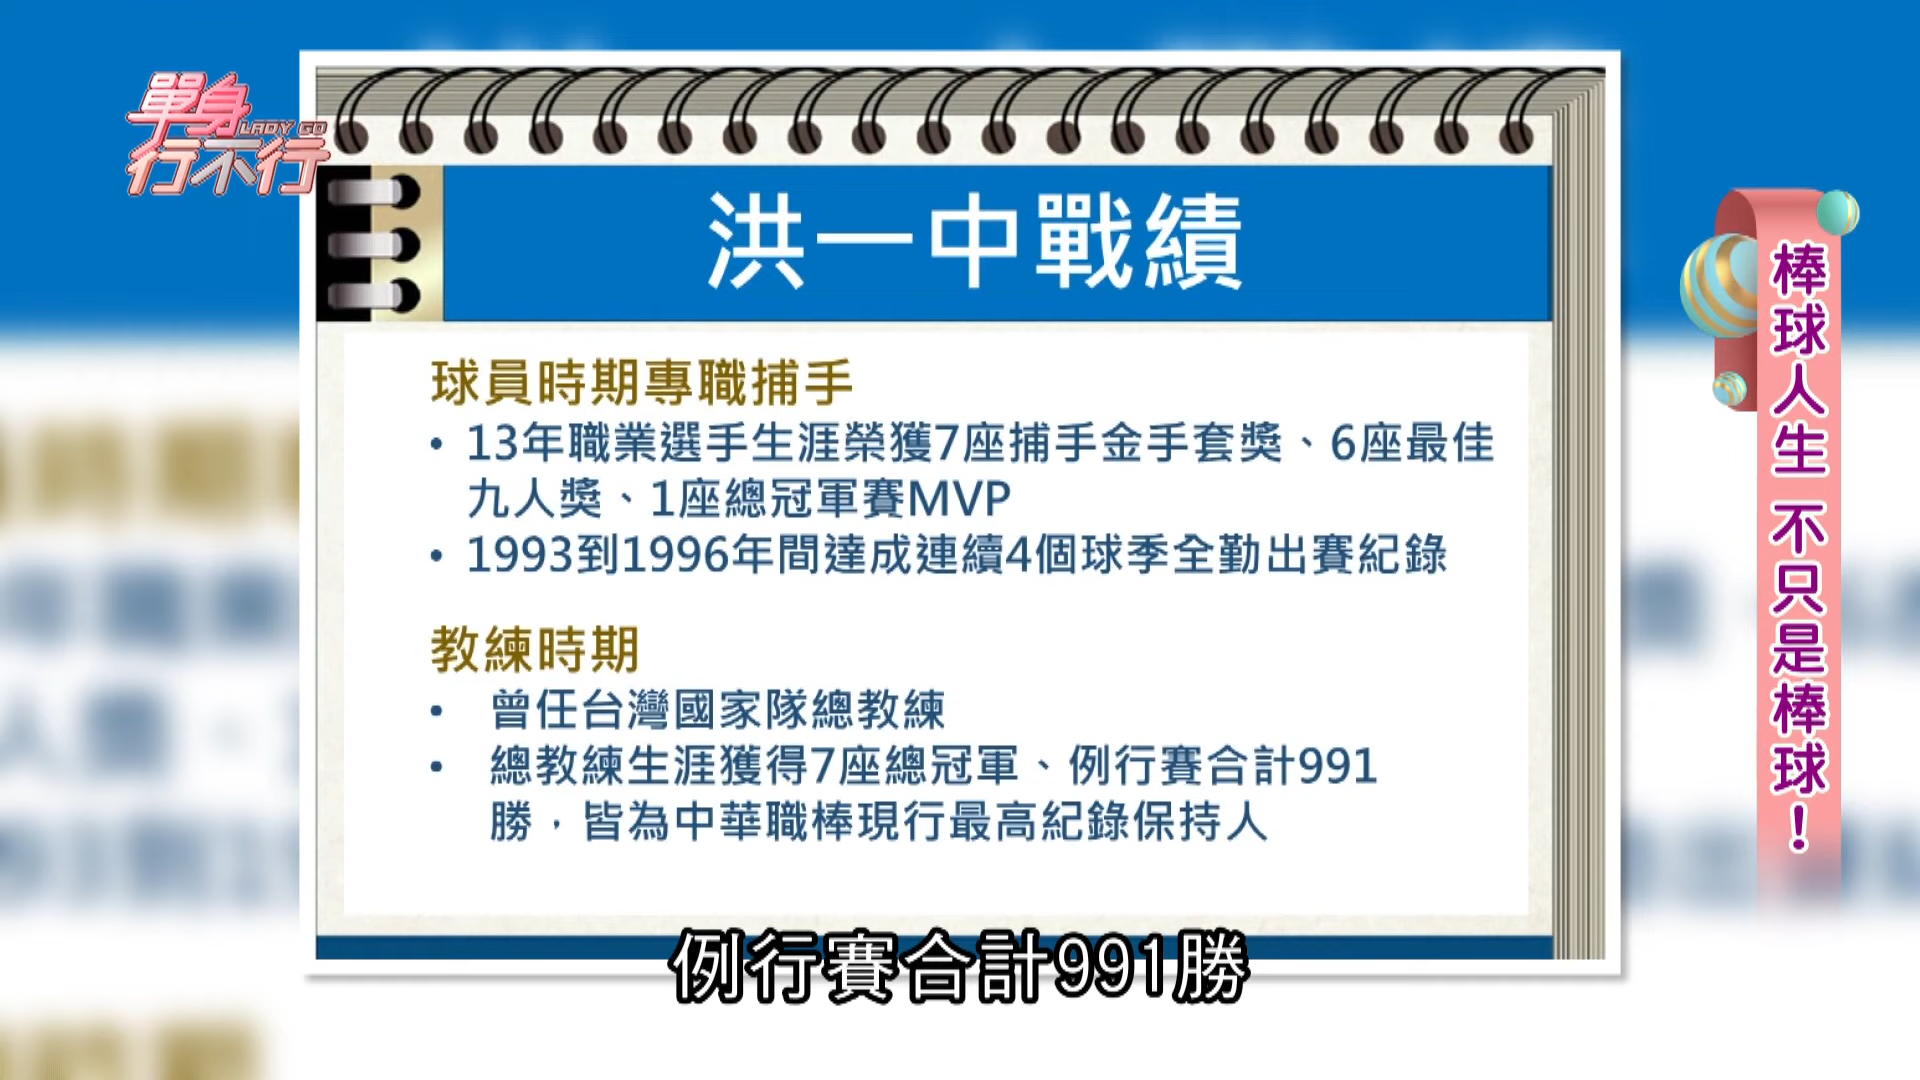 單身
LADY GO
行不行
洪一中戰績
球員時期專職捕手
• 13年職業選手生涯榮獲7座捕手金手套獎、6座最佳
九人獎、1座總冠軍賽MVP
• 1993到1996年間達成連續4個球季全勤出賽紀錄
教練時期
• 曾任台灣國家隊總教練
• 總教練生涯獲得7座總冠軍、例行賽合計991
勝，皆為中華職棒現行最高紀錄保持人
棒球人生 不只是棒球！
例行賽合計991勝